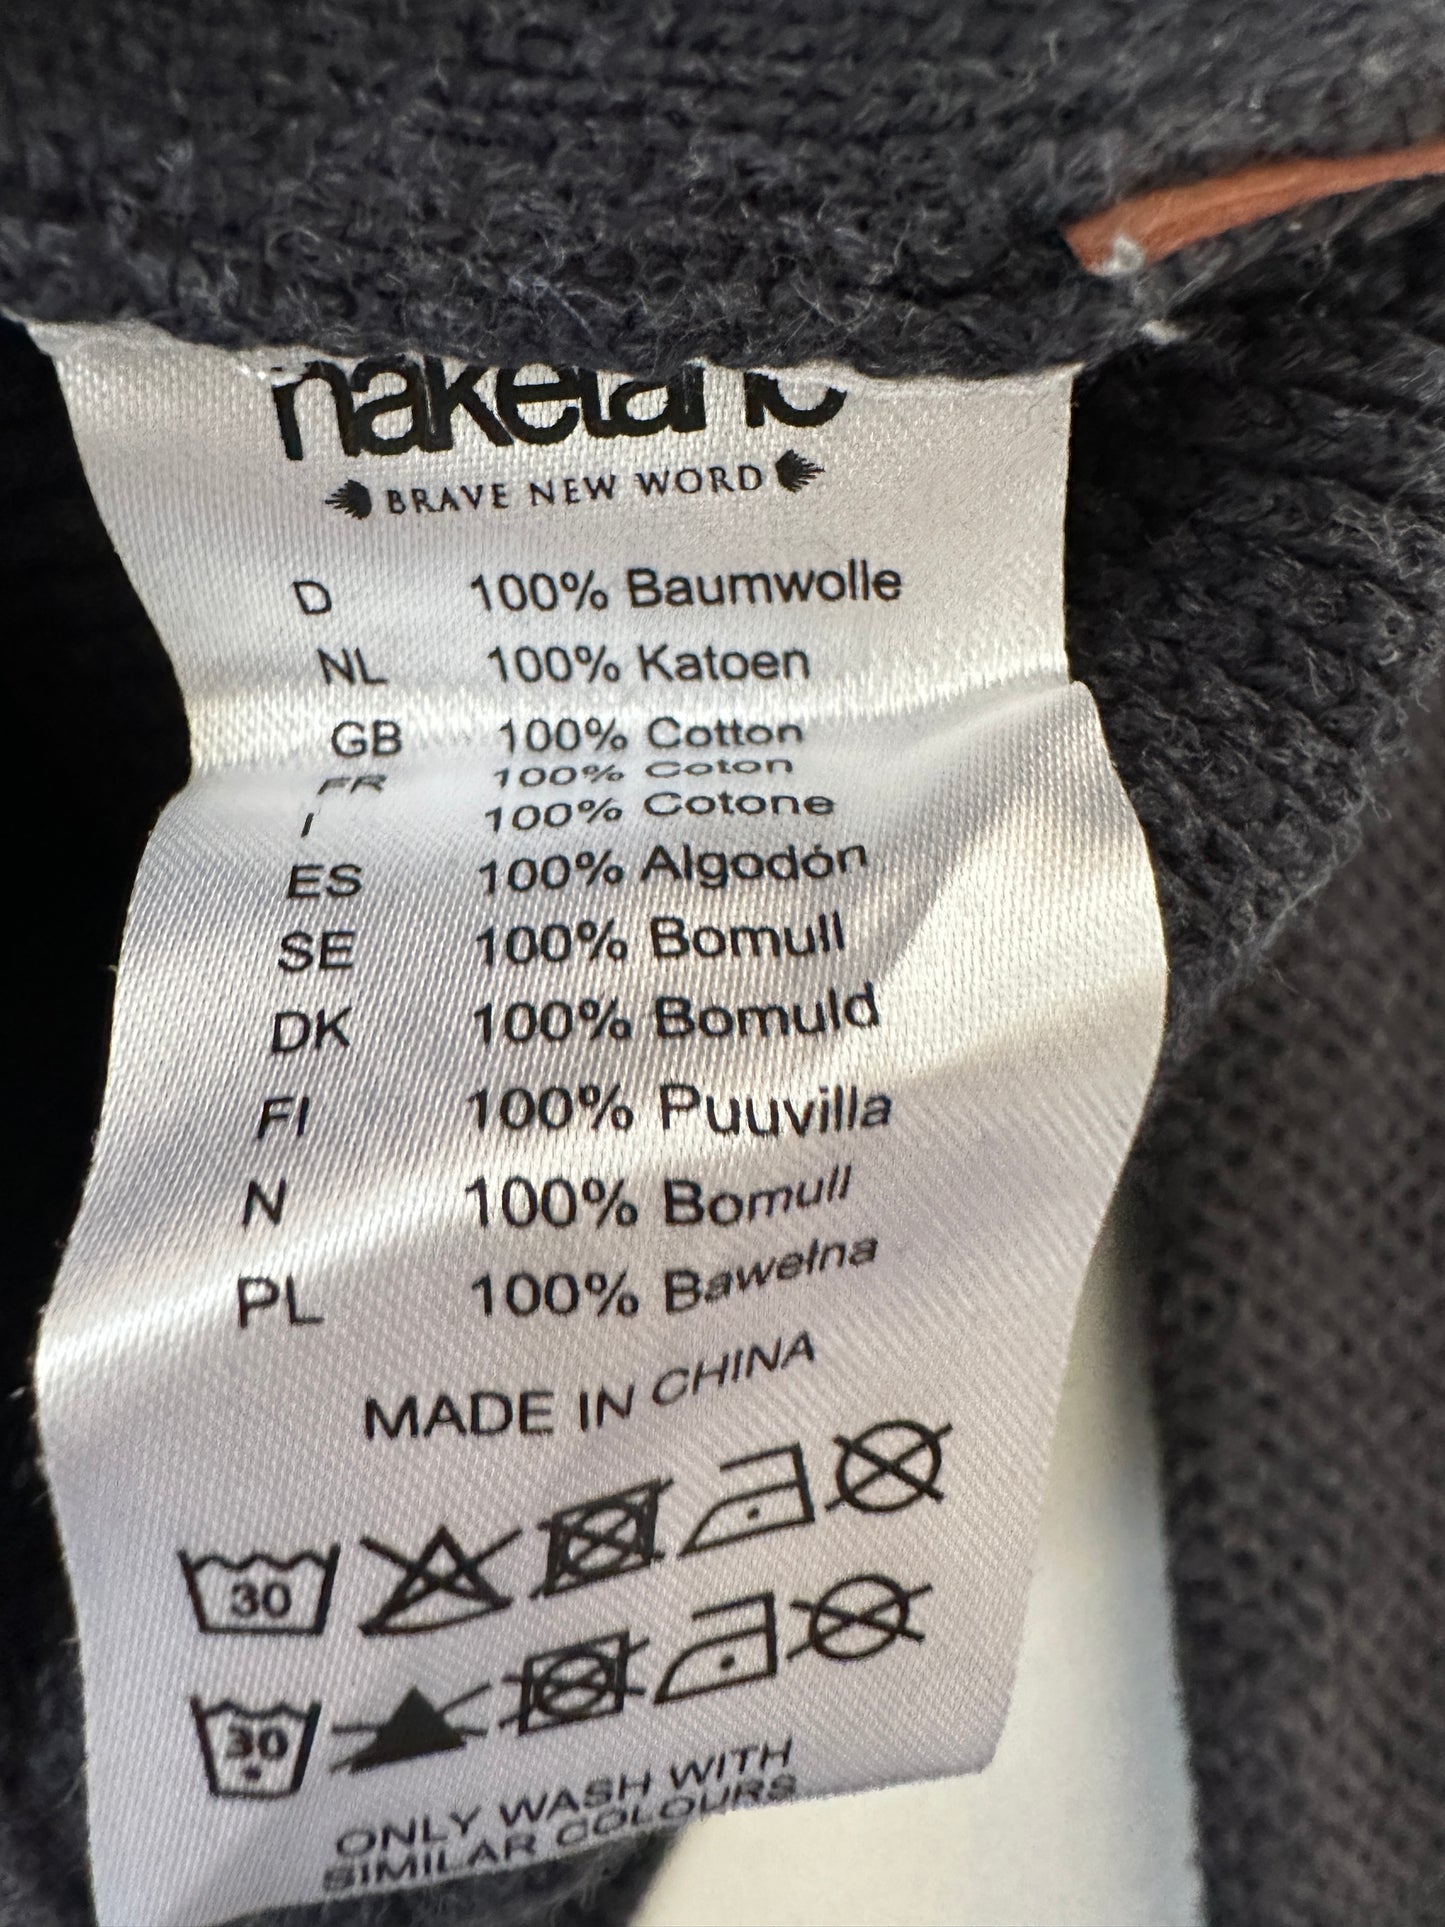 naketano
BRAVE NEW WORD
D 100% Baumwolle
NL 100% Katoen
GB 100% Cotton
FR 100% Coton
I 100% Cotone
ES 100% Algodón
SE 100% Bomull
DK 100% Bomuld
FI 100% Puuvilla
N 100% Bomull
PL 100% Bawełna
MADE IN CHINA
30
30
ONLY WASH WITH
SIMILAR COLOURS